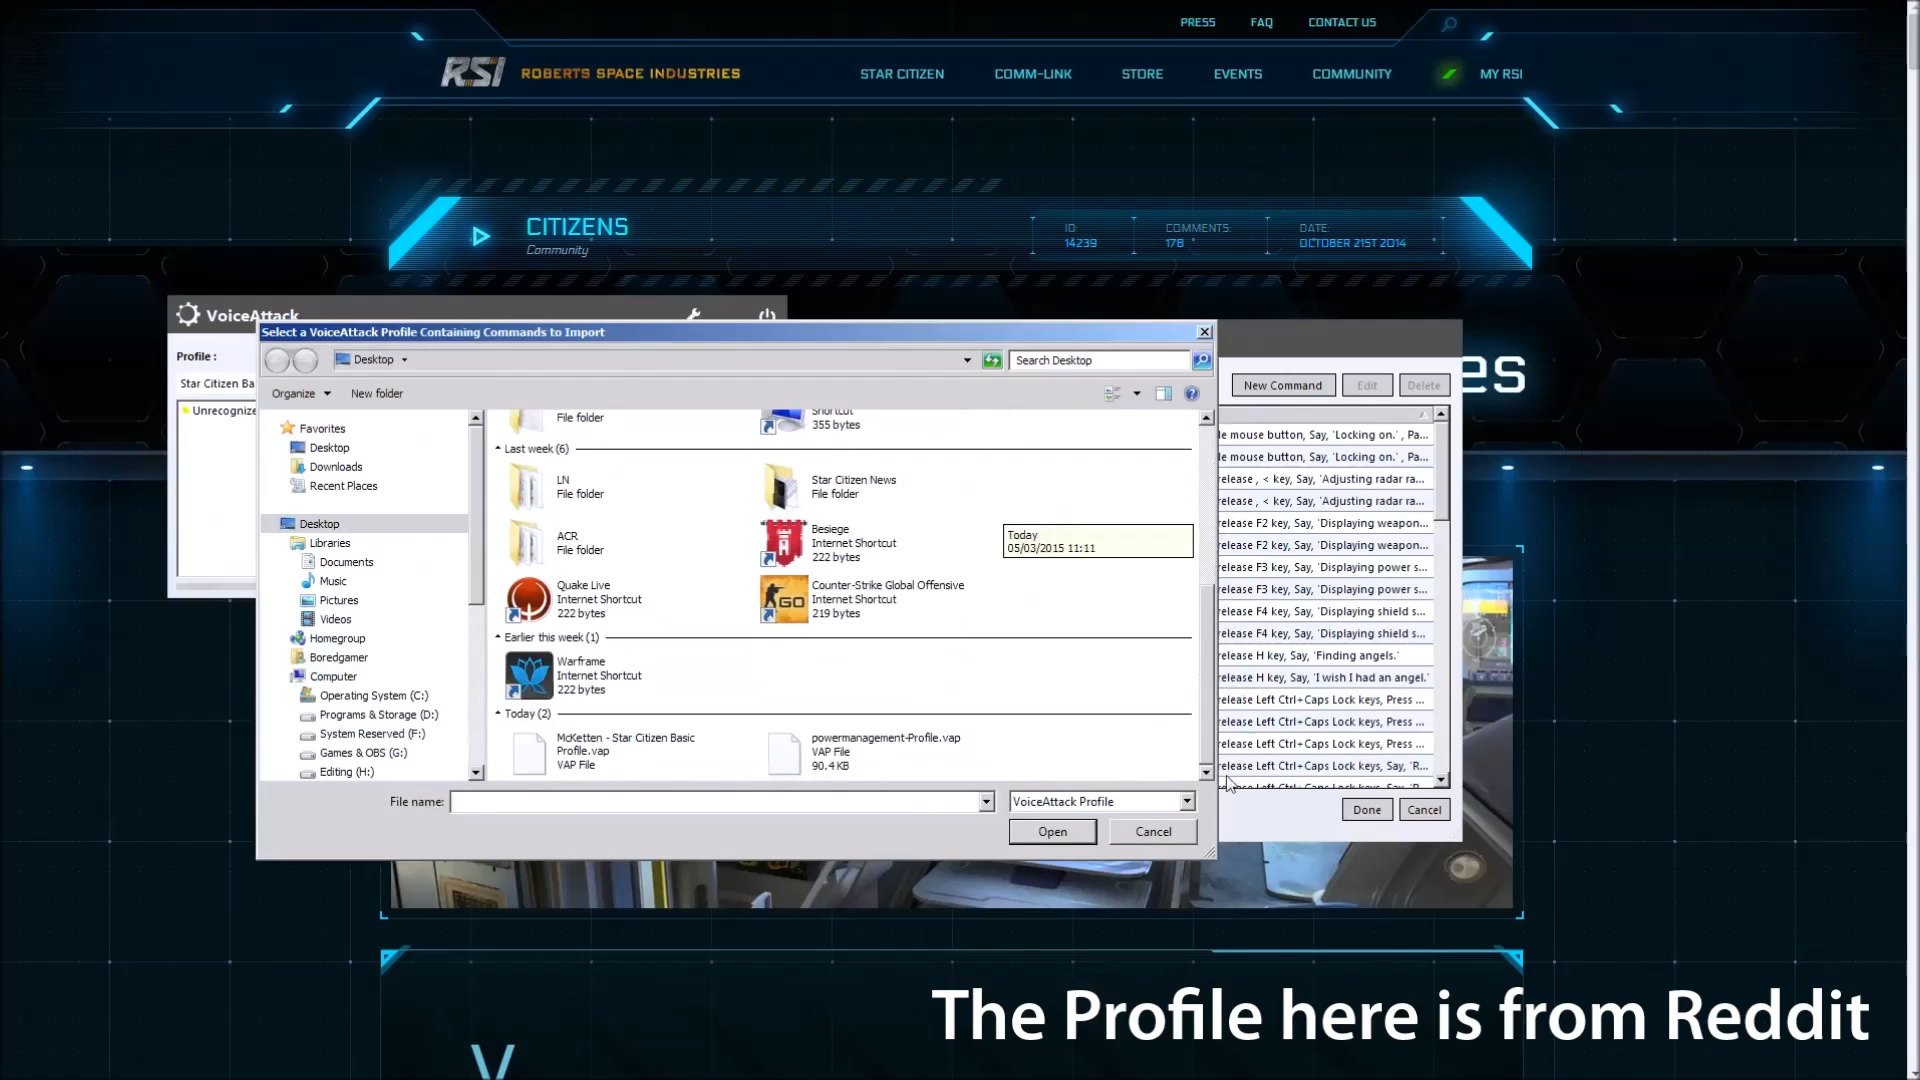 PRESS FAQ CONTACT US
RSI ROBERTS SPACE INDUSTRIES STAR CITIZEN COMM-LINK STORE EVENTS COMMUNITY MY RSI
CITIZENS
Community
ID: COMMENTS: DATE:
14239 178 OCTOBER 21ST 2014
VoiceAttack
Profile :
Star Citizen Ba
Unrecognize
Select a VoiceAttack Profile Containing Commands to Import
Desktop
Search Desktop
Organize New folder
Favorites
Desktop
Downloads
Recent Places
Desktop
Libraries
Documents
Music
Pictures
Videos
Homegroup
Boredgamer
Computer
Operating System (C:)
Programs & Storage (D:)
System Reserved (F:)
Games & OBS (G:)
Editing (H:)
File folder
Shortcut
355 bytes
Last week (6)
LN
File folder
Star Citizen News
File folder
ACR
File folder
Besiege
Internet Shortcut
222 bytes
Today
05/03/2015 11:11
Quake Live
Internet Shortcut
222 bytes
Counter-Strike Global Offensive
Internet Shortcut
219 bytes
GO
Earlier this week (1)
Warframe
Internet Shortcut
222 bytes
Today (2)
McKetten - Star Citizen Basic
Profile.vap
VAP File
powermanagement-Profile.vap
VAP File
90.4 KB
File name:
VoiceAttack Profile
Open Cancel
es
New Command Edit Delete
le mouse button, Say, 'Locking on.' , Pa...
le mouse button, Say, 'Locking on.' , Pa...
release , < key, Say, 'Adjusting radar ra...
release , < key, Say, 'Adjusting radar ra...
release F2 key, Say, 'Displaying weapon...
release F2 key, Say, 'Displaying weapon...
release F3 key, Say, 'Displaying power s...
release F3 key, Say, 'Displaying power s...
release F4 key, Say, 'Displaying shield s...
release F4 key, Say, 'Displaying shield s...
release H key, Say, 'Finding angels.'
release H key, Say, 'I wish I had an angel.'
release Left Ctrl+Caps Lock keys, Press ...
release Left Ctrl+Caps Lock keys, Press ...
release Left Ctrl+Caps Lock keys, Press ...
release Left Ctrl+Caps Lock keys, Say, 'R...
Done Cancel
The Profile here is from Reddit
V